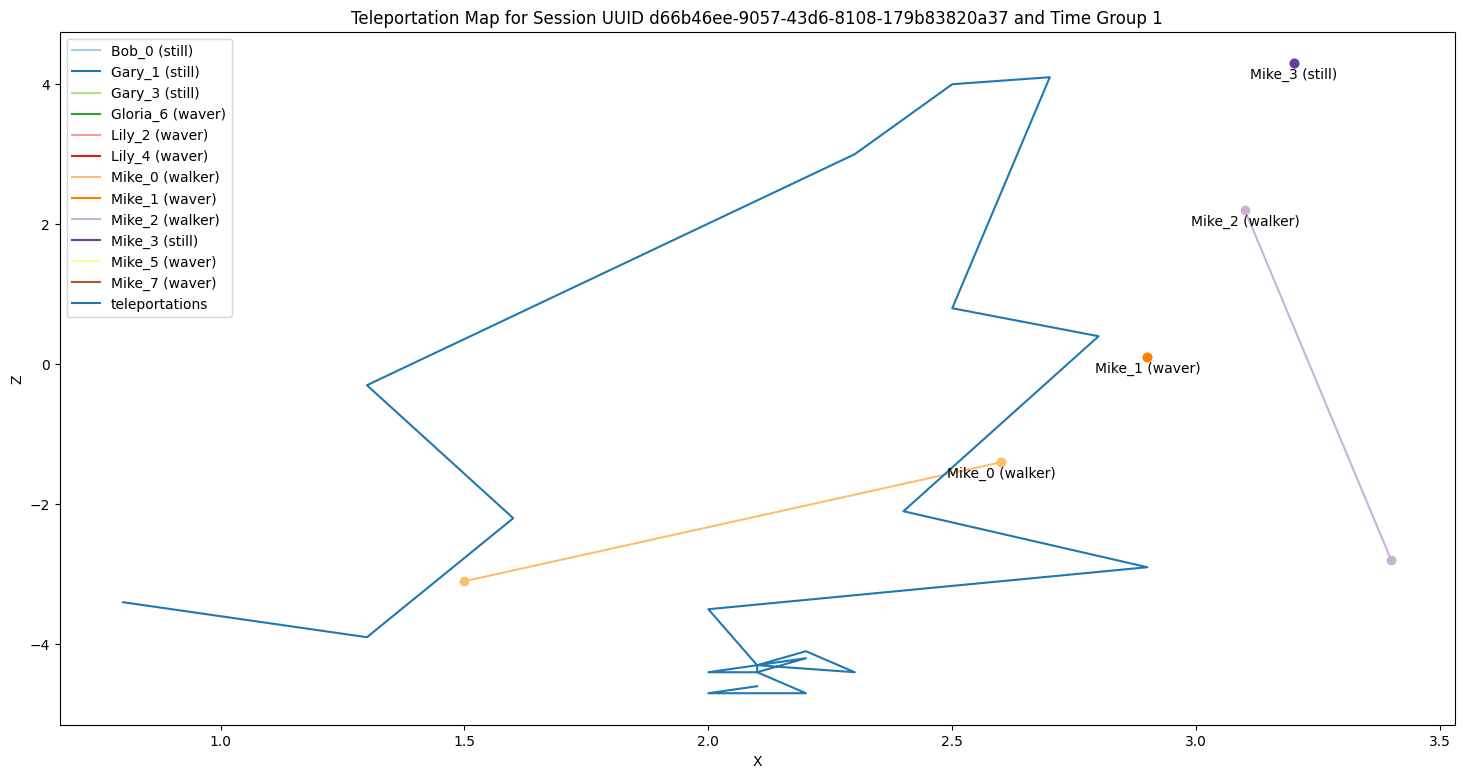 Teleportation Map for Session UUID d66b46ee-9057-43d6-8108-179b83820a37 and Time Group 1
Bob_0 (still)
Gary_1 (still)
Gary_3 (still)
Gloria_6 (waver)
Lily_2 (waver)
Lily_4 (waver)
Mike_0 (walker)
Mike_1 (waver)
Mike_2 (walker)
Mike_3 (still)
Mike_5 (waver)
Mike_7 (waver)
teleportations
Mike_3 (still)
Mike_2 (walker)
Mike_1 (waver)
Mike_0 (walker)
Z
4
2
0
−2
−4
1.0
1.5
2.0
2.5
3.0
3.5
X